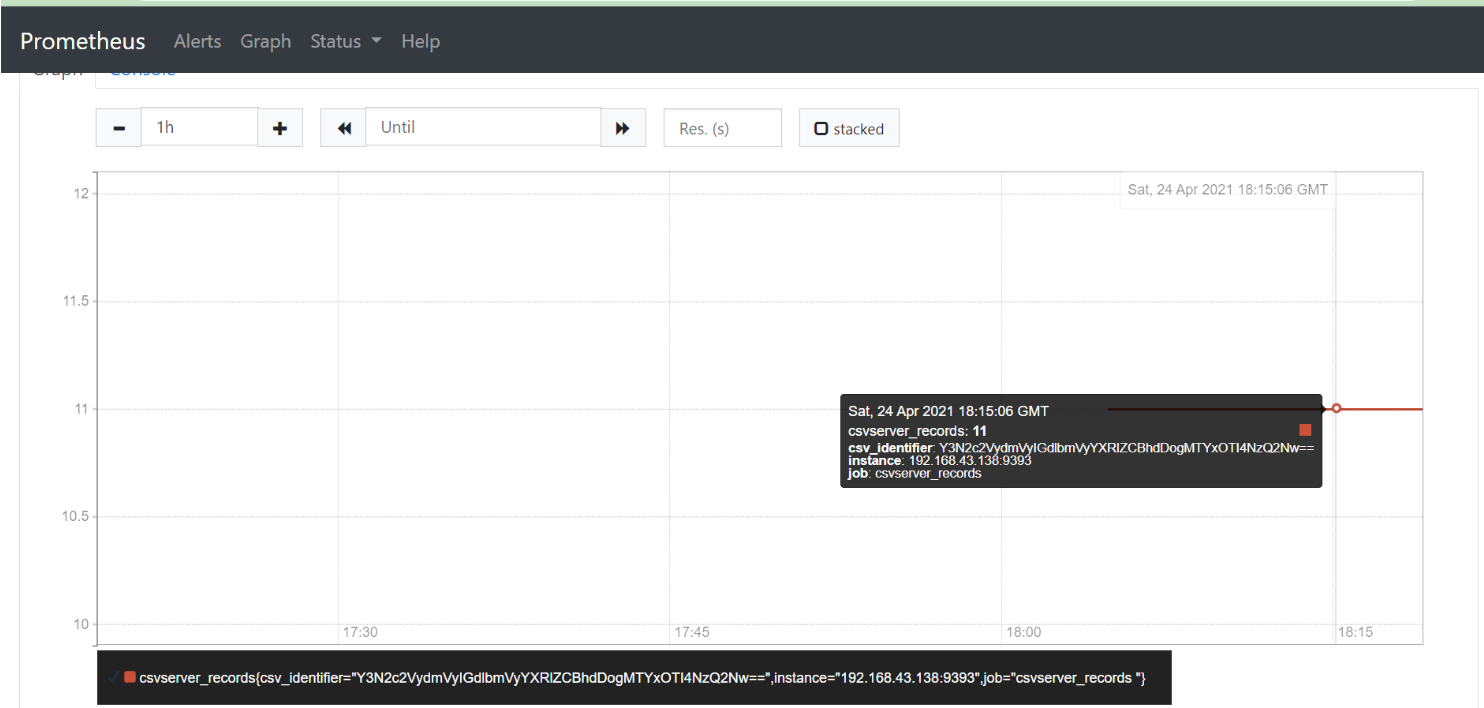 Prometheus Alerts Graph Status Help
Graph Console
1h Until Res. (s) stacked
Sat, 24 Apr 2021 18:15:06 GMT
12
11.5
11
10.5
10
Sat, 24 Apr 2021 18:15:06 GMT
csvserver_records: 11
csv_identifier: Y3N2c2VydmVyIGdlbmVyYXRlZCBhdDogMTYxOTI4NzQ2Nw==
instance: 192.168.43.138:9393
job: csvserver_records
17:30 17:45 18:00 18:15
csvserver_records{csv_identifier="Y3N2c2VydmVyIGdlbmVyYXRlZCBhdDogMTYxOTI4NzQ2Nw==",instance="192.168.43.138:9393",job="csvserver_records "}